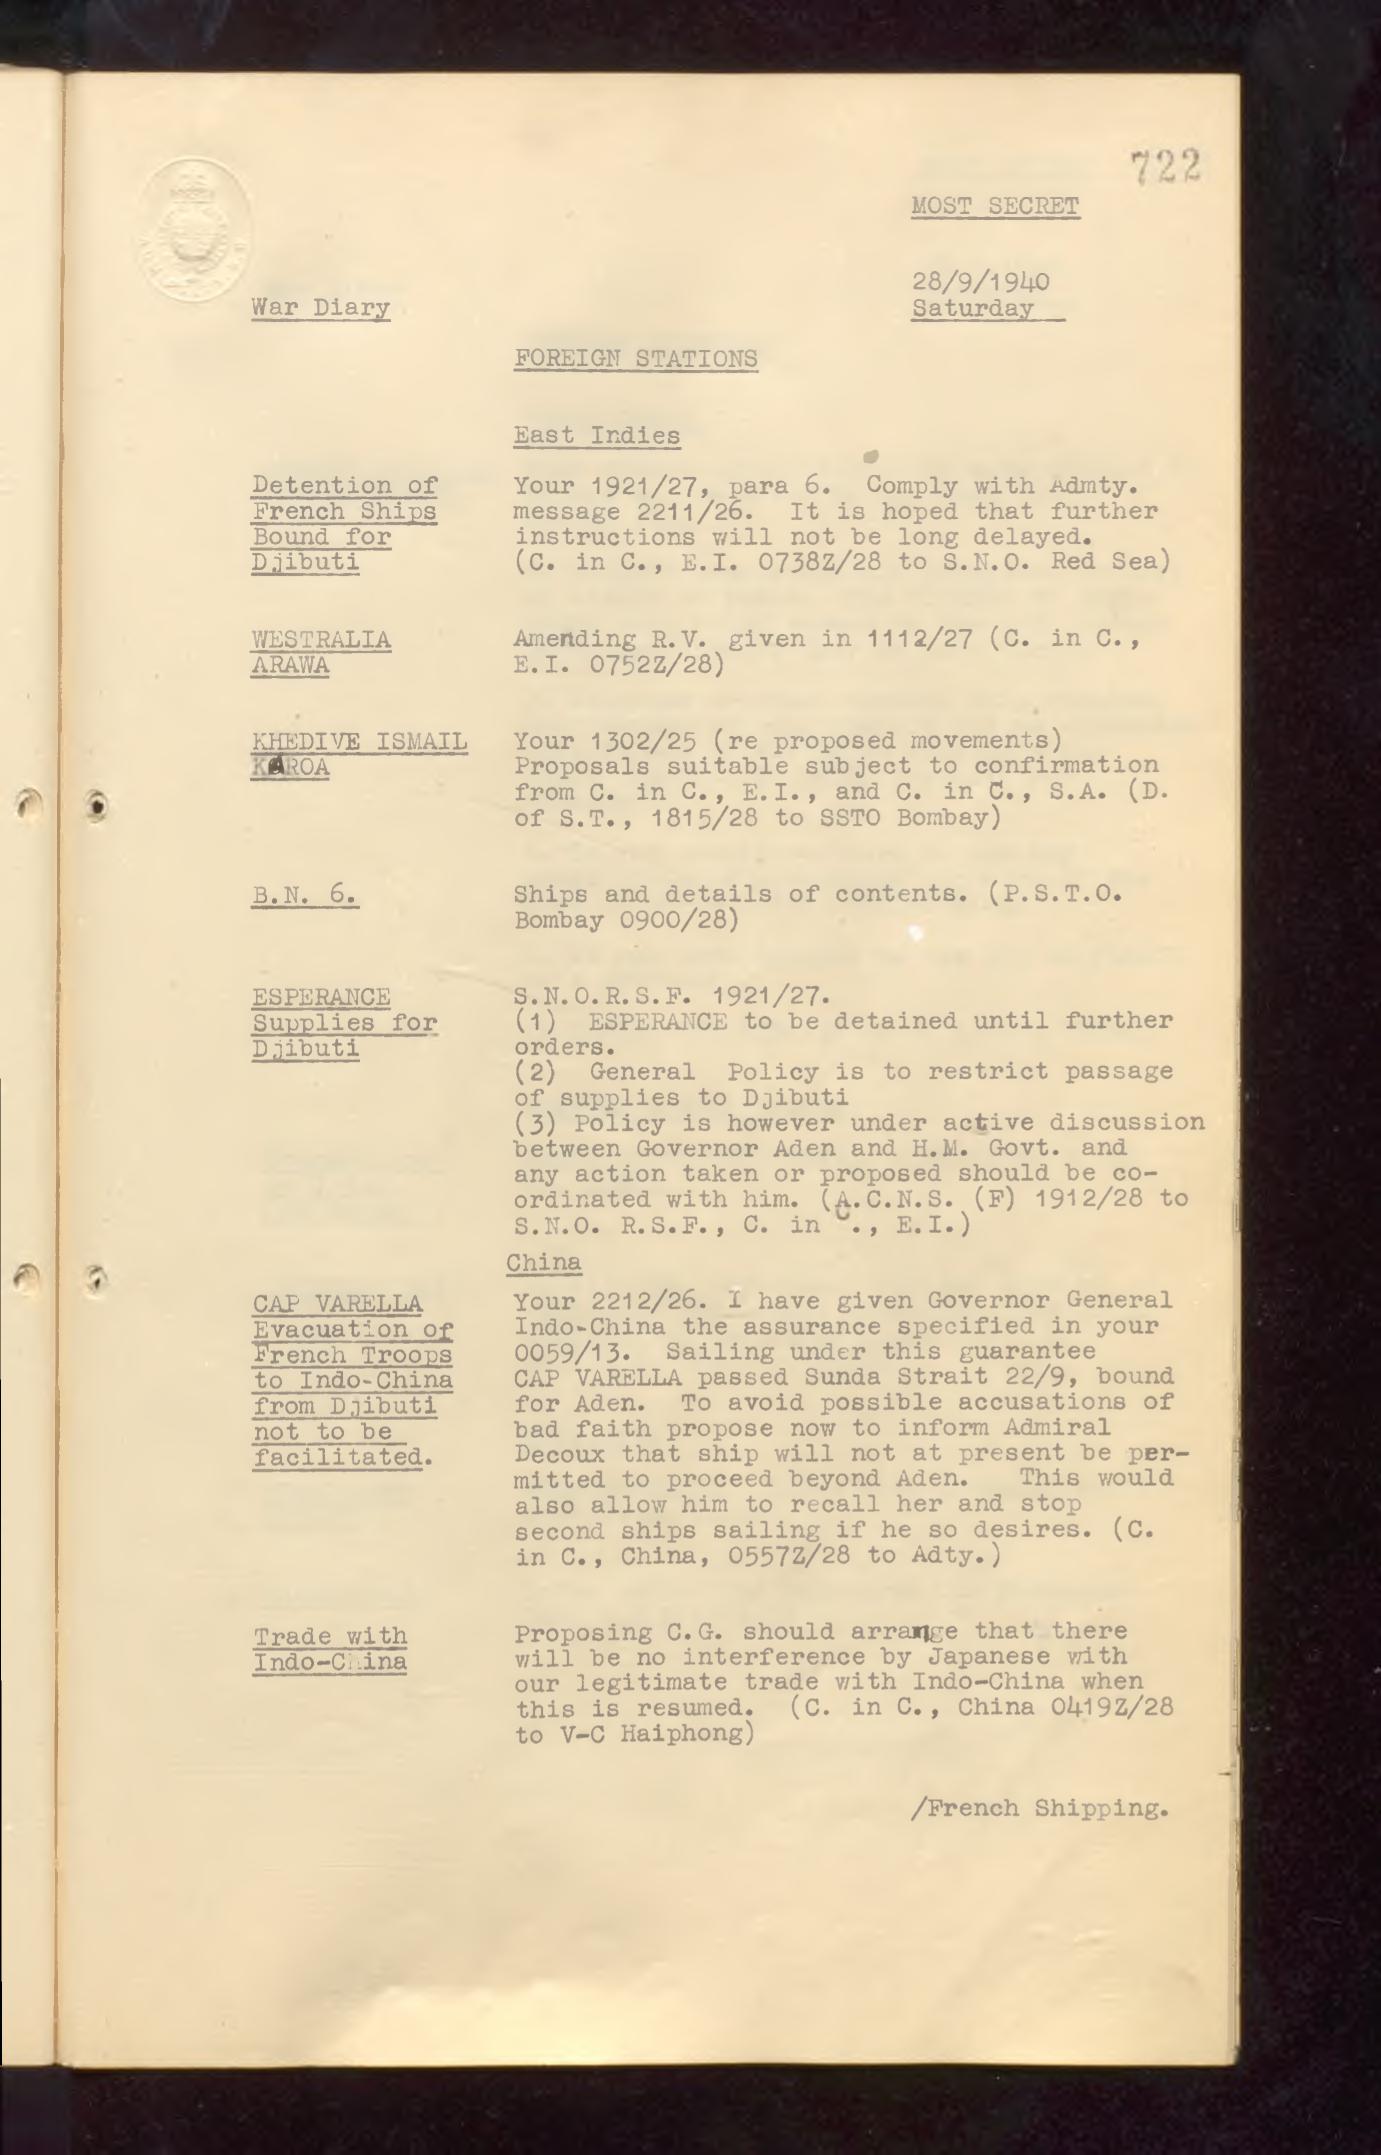 722
MOST SECRET
28/9/1940
War Diary
Saturday
FOREIGN STATIONS
East Indies
Detention of
French Ships
Bound for
Djibuti
Your 1921/27, para 6. Comply with Admty.
message 2211/26. It is hoped that further
instructions will not be long delayed.
(C. in C., E.I. 0738Z/28 to S.N.O. Red Sea)
WESTRALIA
ARAWA
Amending R.V. given in 1112/27 (C. in C.,
E.I. 0752Z/28)
KHEDIVE ISMAIL
KAROA
Your 1302/25 (re proposed movements)
Proposals suitable subject to confirmation
from C. in C., E.I., and C. in C., S.A. (D.
of S.T., 1815/28 to SSTO Bombay)
B.N. 6.
Ships and details of contents. (P.S.T.O.
Bombay 0900/28)
ESPERANCE
Supplies for
Djibuti
S.N.O.R.S.F. 1921/27.
(1) ESPERANCE to be detained until further
orders.
(2) General Policy is to restrict passage
of supplies to Djibuti
(3) Policy is however under active discussion
between Governor Aden and H.M. Govt. and
any action taken or proposed should be co-
ordinated with him. (A.C.N.S. (F) 1912/28 to
S.N.O. R.S.F., C. in C., E.I.)
China
CAP VARELLA
Evacuation of
French Troops
to Indo-China
from Djibuti
not to be
facilitated.
Your 2212/26. I have given Governor General
Indo-China the assurance specified in your
0059/13. Sailing under this guarantee
CAP VARELLA passed Sunda Strait 22/9, bound
for Aden. To avoid possible accusations of
bad faith propose now to inform Admiral
Decoux that ship will not at present be per-
mitted to proceed beyond Aden. This would
also allow him to recall her and stop
second ships sailing if he so desires. (C.
in C., China, 0557Z/28 to Adty.)
Trade with
Indo-China
Proposing C.G. should arrange that there
will be no interference by Japanese with
our legitimate trade with Indo-China when
this is resumed. (C. in C., China 0419Z/28
to V-C Haiphong)
/French Shipping.